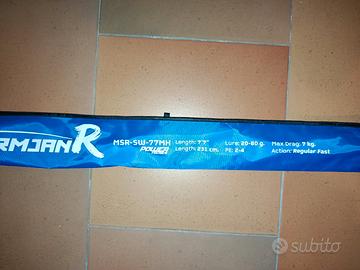 RMJAN R
MSR-SW-77MH
POWER
Length: 7'7"
Length: 231 cm.
Lure: 20-80 g.
PE: 2-4
Max Drag: 7 kg.
Action: Regular Fast
subito